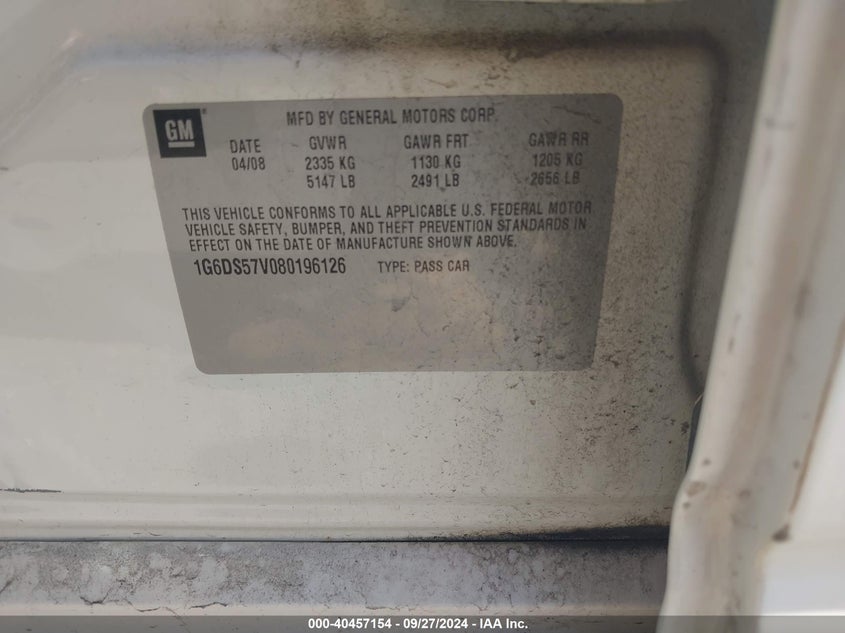 GM
MFD BY GENERAL MOTORS CORP.
DATE GVWR GAWR FRT GAWR RR
04/08 2335 KG 1130 KG 1205 KG
5147 LB 2491 LB 2656 LB
THIS VEHICLE CONFORMS TO ALL APPLICABLE U.S. FEDERAL MOTOR
VEHICLE SAFETY, BUMPER, AND THEFT PREVENTION STANDARDS IN
EFFECT ON THE DATE OF MANUFACTURE SHOWN ABOVE.
1G6DS57V080196126 TYPE: PASS CAR
000-40457154 — 09/27/2024 — IAA Inc.